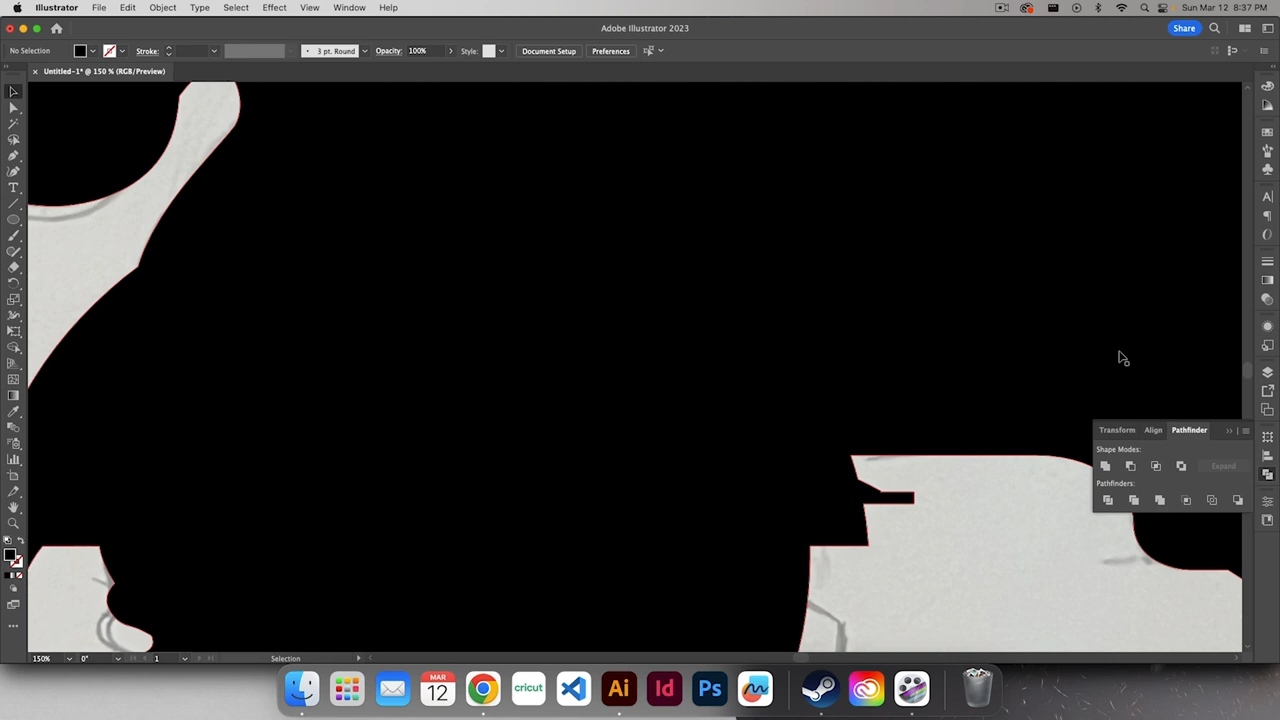 Illustrator File Edit Object Type Select Effect View Window Help Sun Mar 12 8:37 PM
Adobe Illustrator 2023 Share
No Selection Stroke: 3 pt. Round Opacity: 100% Style: Document Setup Preferences
× Untitled-1* @ 150 % (RGB/Preview)
Transform Align Pathfinder
Shape Modes:
Expand
Pathfinders:
150% 0° 1 Selection
MAR
12 cricut Ai Id Ps